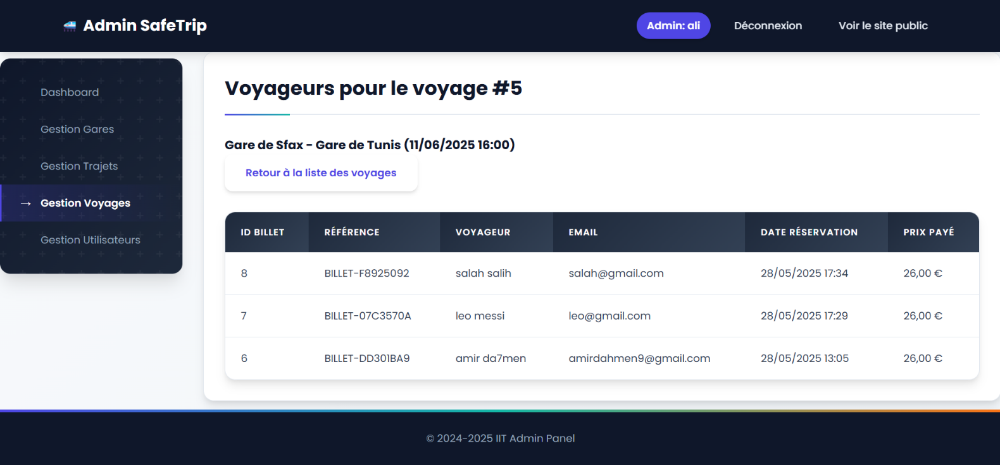 Admin SafeTrip
Admin: ali
Déconnexion
Voir le site public
Dashboard
Gestion Gares
Gestion Trajets
→ Gestion Voyages
Gestion Utilisateurs
Voyageurs pour le voyage #5
Gare de Sfax - Gare de Tunis (11/06/2025 16:00)
Retour à la liste des voyages
ID BILLET RÉFÉRENCE VOYAGEUR EMAIL DATE RÉSERVATION PRIX PAYÉ
8 BILLET-F8925092 salah salih salah@gmail.com 28/05/2025 17:34 26,00 €
7 BILLET-07C3570A leo messi leo@gmail.com 28/05/2025 17:29 26,00 €
6 BILLET-DD301BA9 amir da7men amirdahmen9@gmail.com 28/05/2025 13:05 26,00 €
© 2024-2025 IIT Admin Panel